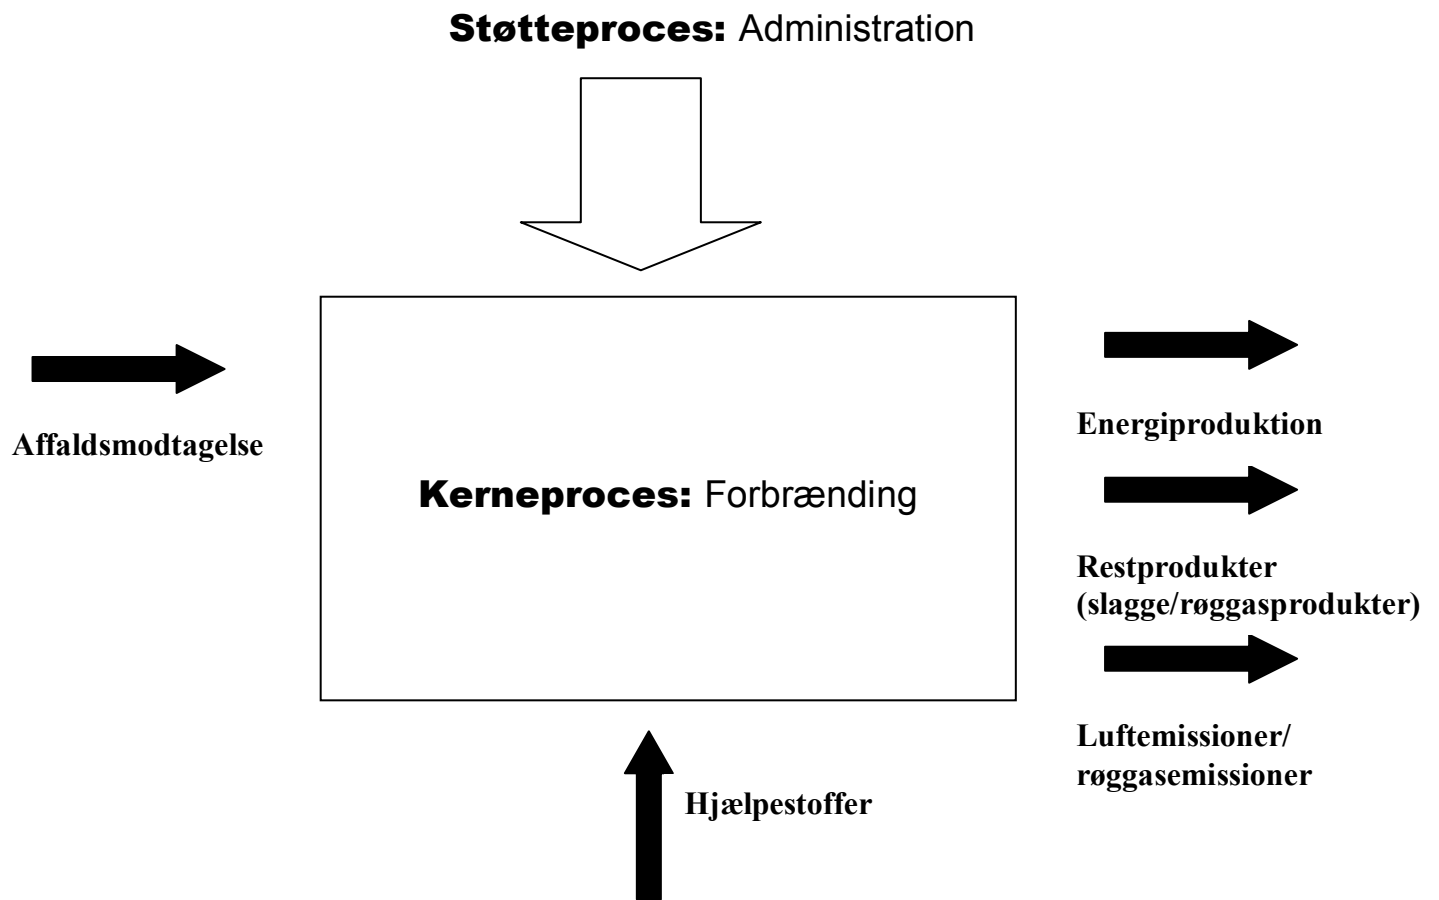 Støtteproces: Administration
Affaldsmodtagelse
Kerneproces: Forbrænding
Energiproduktion
Restprodukter
(slagge/røggasprodukter)
Luftemissioner/
røggasemissioner
Hjælpestoffer